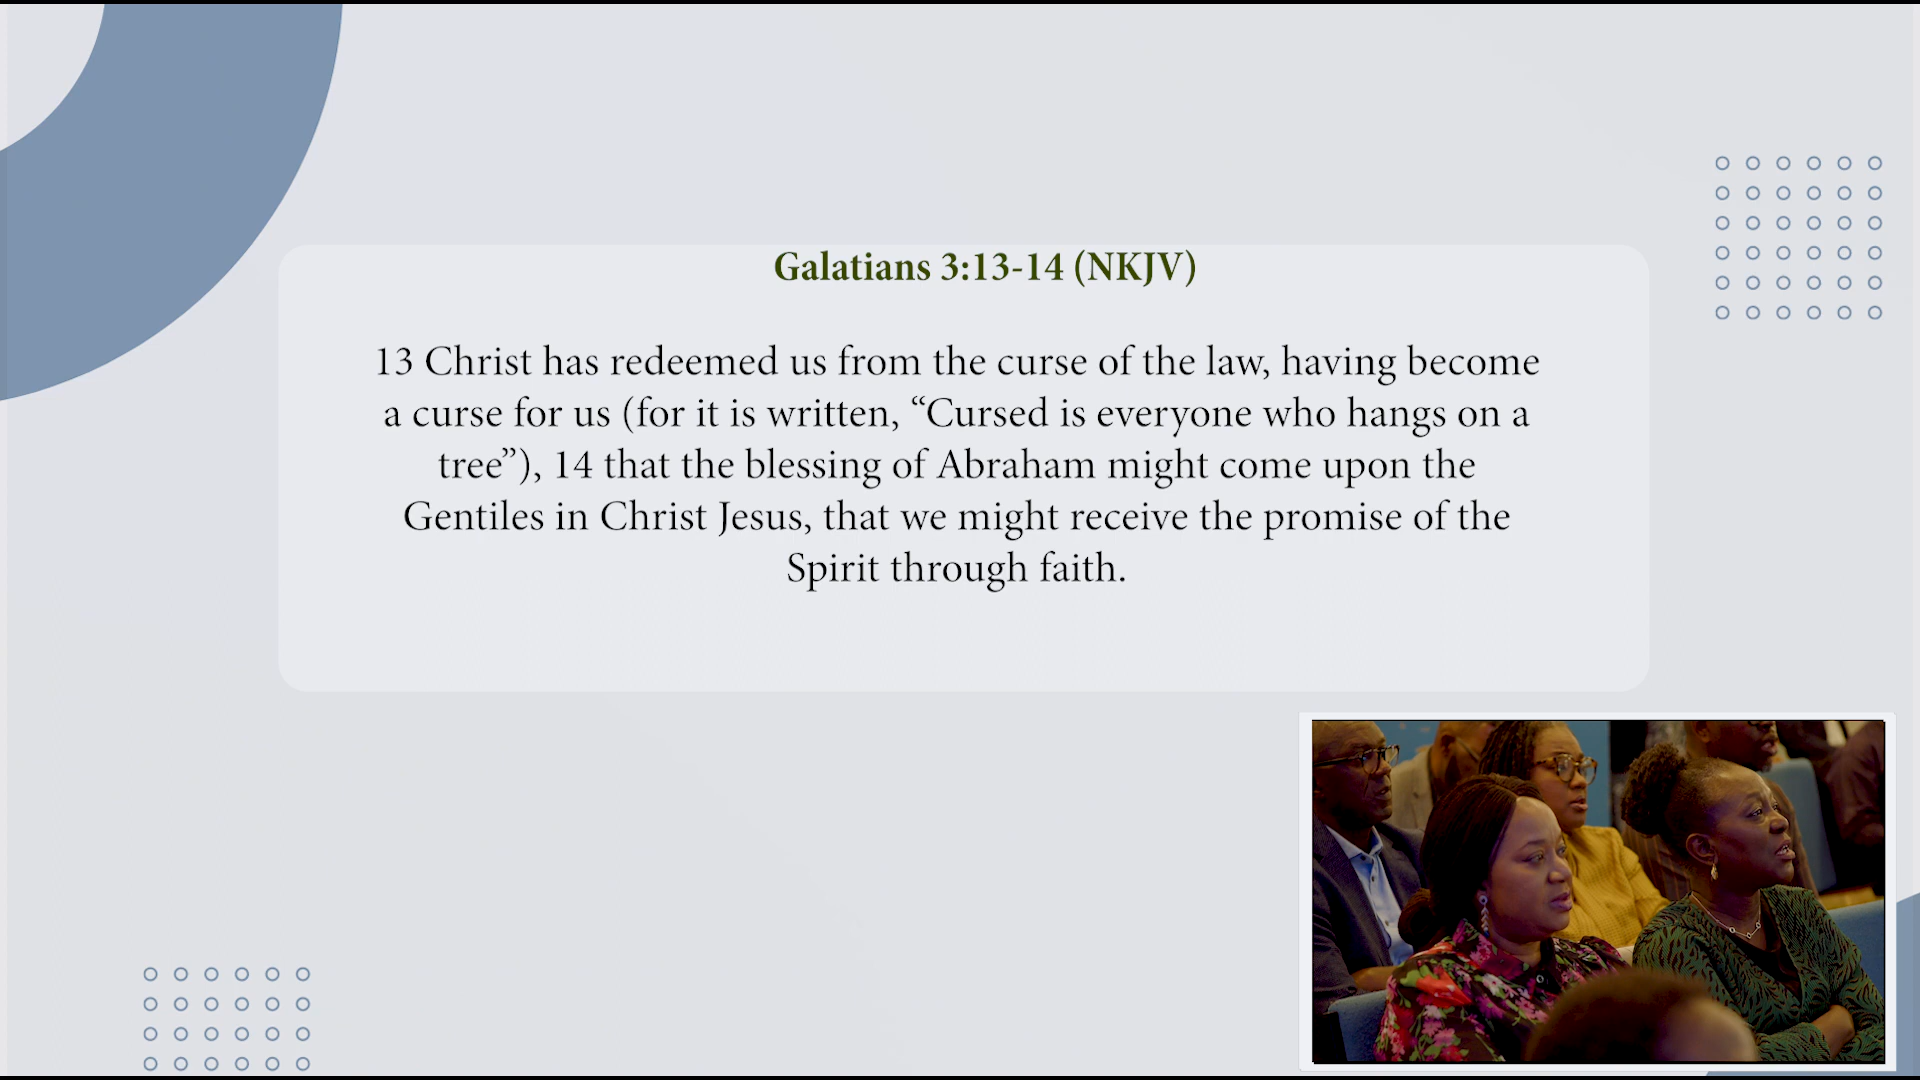 Galatians 3:13-14 (NKJV)
13 Christ has redeemed us from the curse of the law, having become
a curse for us (for it is written, “Cursed is everyone who hangs on a
tree”), 14 that the blessing of Abraham might come upon the
Gentiles in Christ Jesus, that we might receive the promise of the
Spirit through faith.